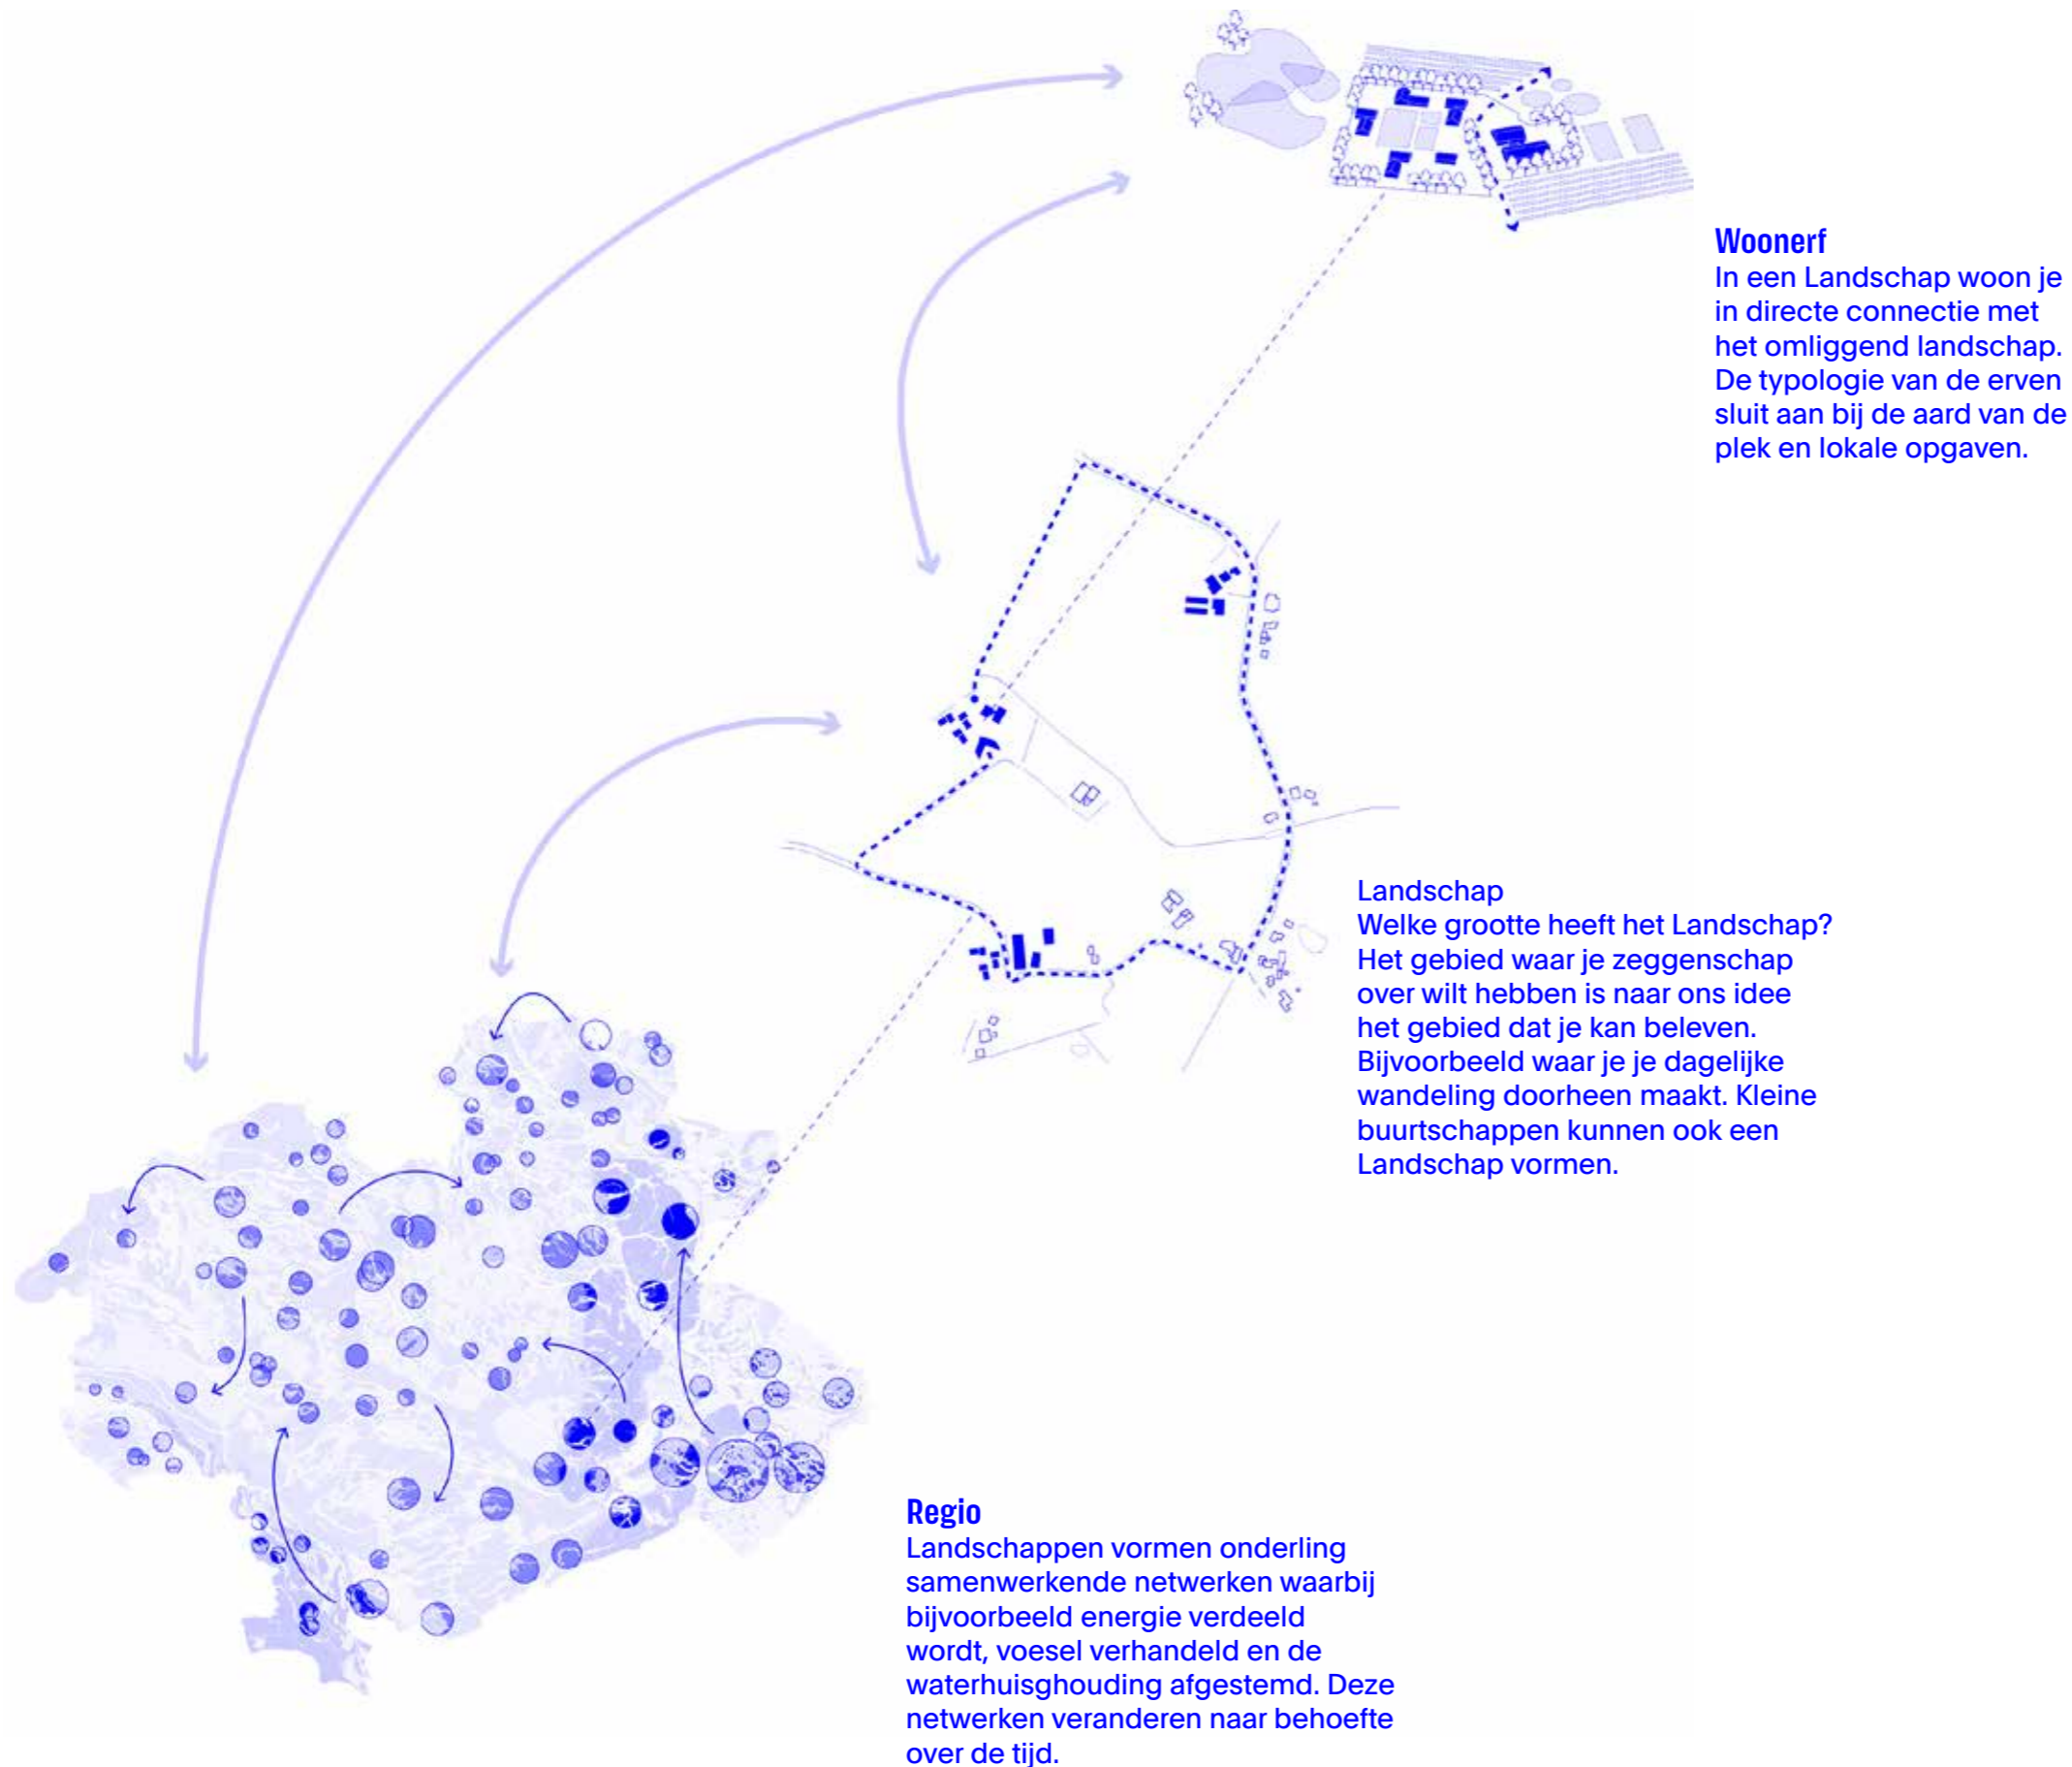 Woonerf
In een Landschap woon je
in directe connectie met
het omliggend landschap.
De typologie van de erven
sluit aan bij de aard van de
plek en lokale opgaven.
Landschap
Welke grootte heeft het Landschap?
Het gebied waar je zeggenschap
over wilt hebben is naar ons idee
het gebied dat je kan beleven.
Bijvoorbeeld waar je je dagelijke
wandeling doorheen maakt. Kleine
buurtschappen kunnen ook een
Landschap vormen.
Regio
Landschappen vormen onderling
samenwerkende netwerken waarbij
bijvoorbeeld energie verdeeld
wordt, voesel verhandeld en de
waterhuisghouding afgestemd. Deze
netwerken veranderen naar behoefte
over de tijd.